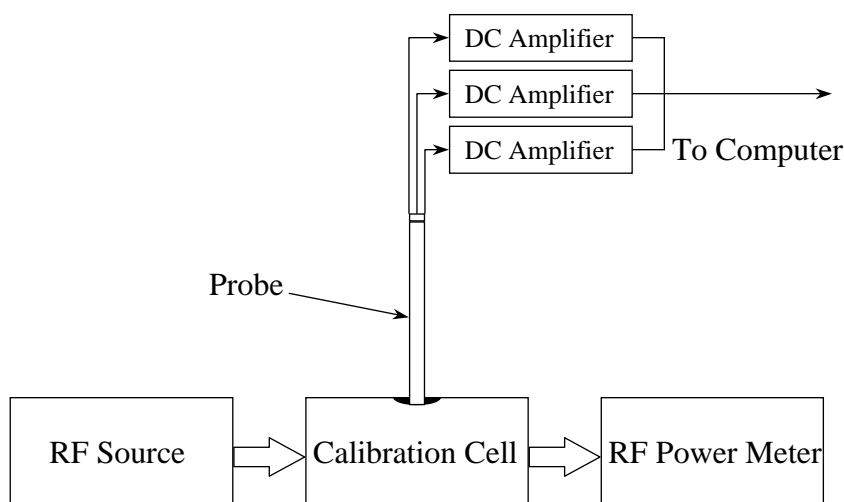 DC Amplifier
DC Amplifier
DC Amplifier
To Computer
Probe
RF Source
Calibration Cell
RF Power Meter